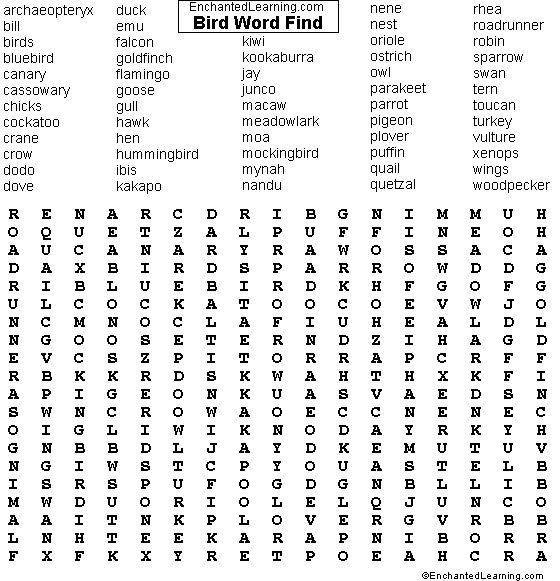 EnchantedLearning.com
Bird Word Find
archaeopteryx duck nene rhea
bill emu nest roadrunner
birds falcon kiwi oriole robin
bluebird goldfinch kookaburra ostrich sparrow
canary flamingo jay owl swan
cassowary goose junco parakeet tern
chicks gull macaw parrot toucan
cockatoo hawk meadowlark pigeon turkey
crane hen moa plover vulture
crow hummingbird mockingbird puffin xenops
dodo ibis mynah quail wings
dove kakapo nandu quetzal woodpecker
R E N A R C D R I B G N I M M U H
O Q U E T Z A L P U F F I N E O H
A U C A N A R Y R A W O S S A C A
D A X B I R D S P A R R O W D D G
R I B L U E B I R D K H F G O F G
U L C O C K A T O O C O E V W J O
N C M N O C L A F I U H E A L D L
N G O O S E T E R N D Z I H A G D
E V C S Z P I T O R R A P C R F F
R B K K R D S K W A H T H X K F I
A P I G E O N K U A S V A E D S N
S W N C R O W A O E C C N E N E C
O I G L I W I K N O D A Y R K Y H
G N B B D L J A Y D K E M U T U V
N G I W S T C P Y O U A S T E L B
I S R S P U F O G D G N B L L I B
M W D U O R I O L E L Q J U N C O
A A I T N K P L O V E R G V R B B
L N H T E E K A R A P N I B O R R
F X F K X Y R E T P O E A H C R A
©EnchantedLearning.com